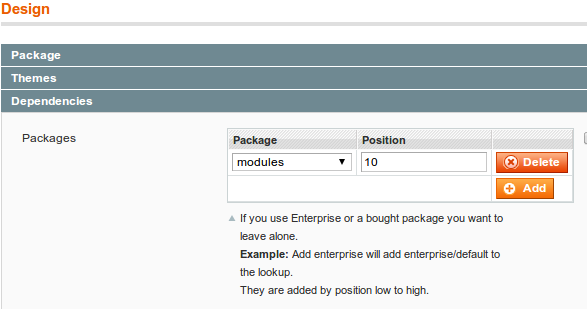 Design
Package
Themes
Dependencies
Packages
Package Position
modules 10 Delete
Add
If you use Enterprise or a bought package you want to
leave alone.
Example: Add enterprise will add enterprise/default to
the lookup.
They are added by position low to high.